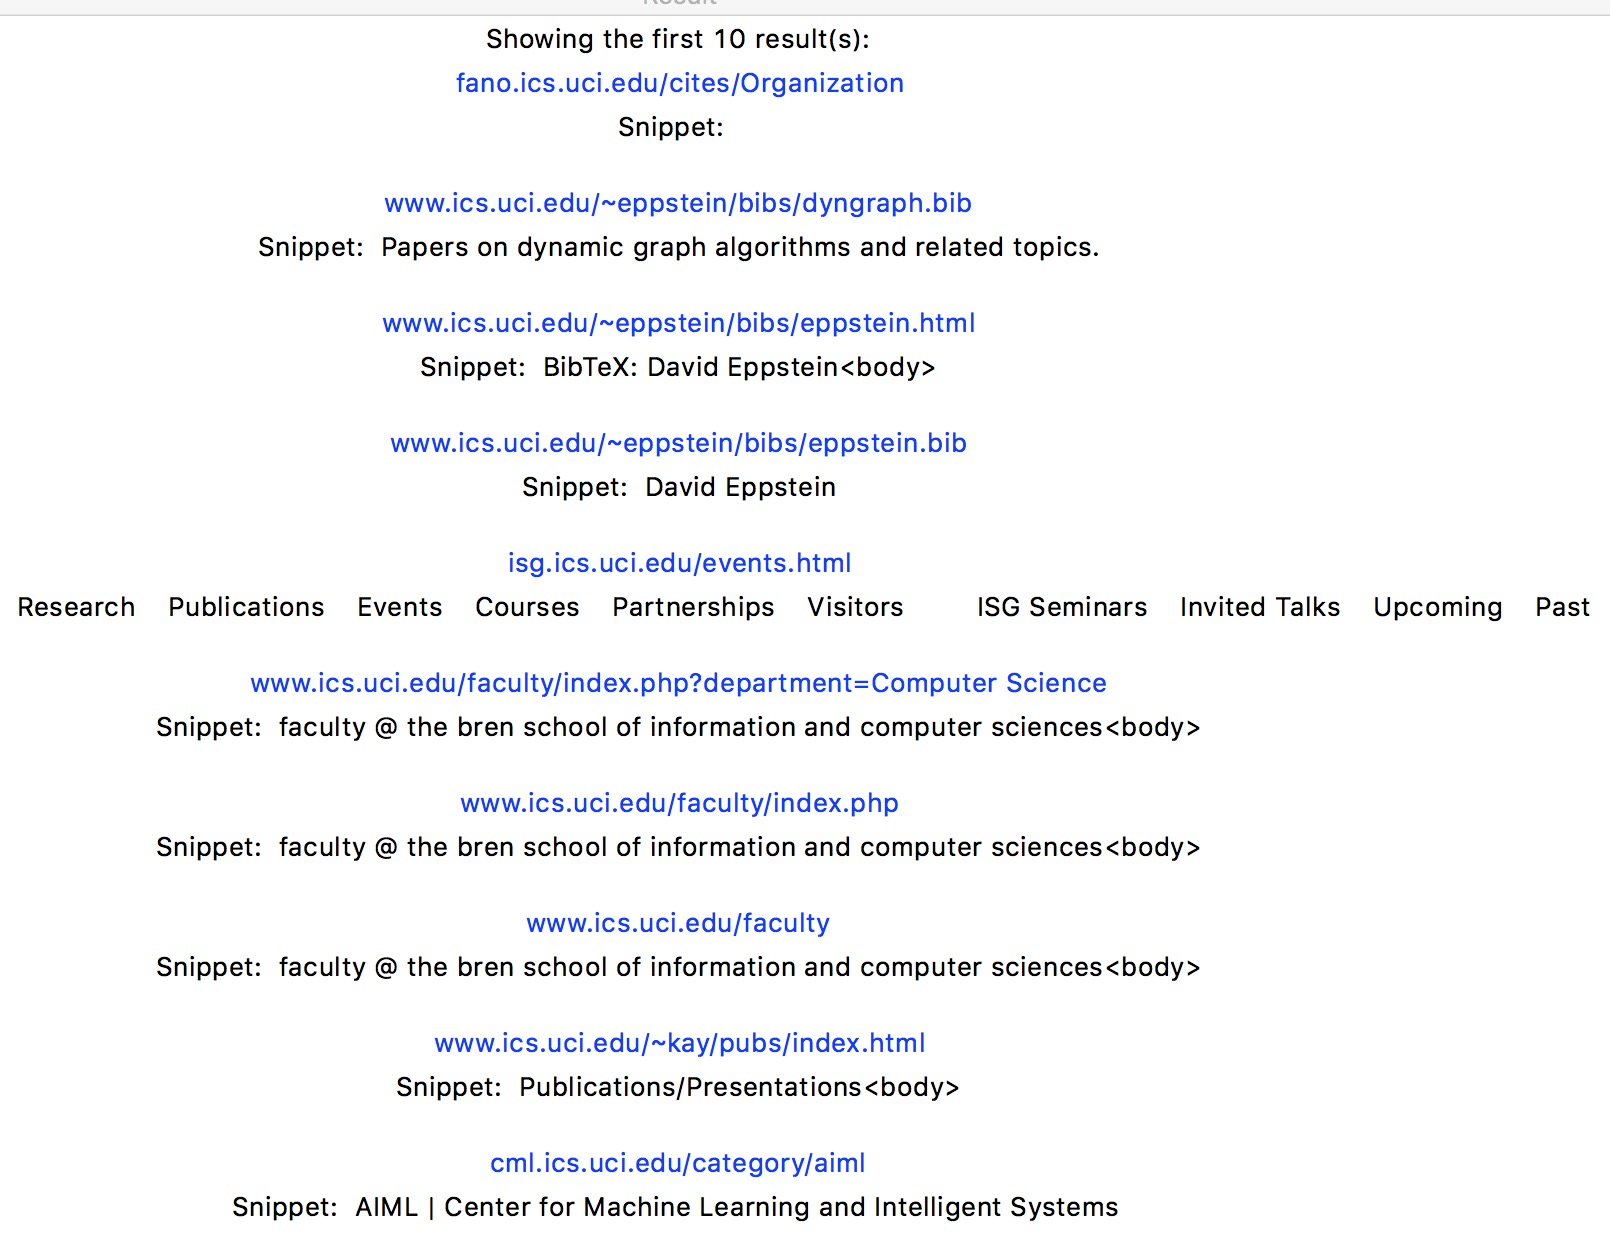 Result
Showing the first 10 result(s):
fano.ics.uci.edu/cites/Organization
Snippet:
www.ics.uci.edu/~eppstein/bibs/dyngraph.bib
Snippet: Papers on dynamic graph algorithms and related topics.
www.ics.uci.edu/~eppstein/bibs/eppstein.html
Snippet: BibTeX: David Eppstein<body>
www.ics.uci.edu/~eppstein/bibs/eppstein.bib
Snippet: David Eppstein
isg.ics.uci.edu/events.html
Research Publications Events Courses Partnerships Visitors ISG Seminars Invited Talks Upcoming Past
www.ics.uci.edu/faculty/index.php?department=Computer Science
Snippet: faculty @ the bren school of information and computer sciences<body>
www.ics.uci.edu/faculty/index.php
Snippet: faculty @ the bren school of information and computer sciences<body>
www.ics.uci.edu/faculty
Snippet: faculty @ the bren school of information and computer sciences<body>
www.ics.uci.edu/~kay/pubs/index.html
Snippet: Publications/Presentations<body>
cml.ics.uci.edu/category/aiml
Snippet: AIML | Center for Machine Learning and Intelligent Systems